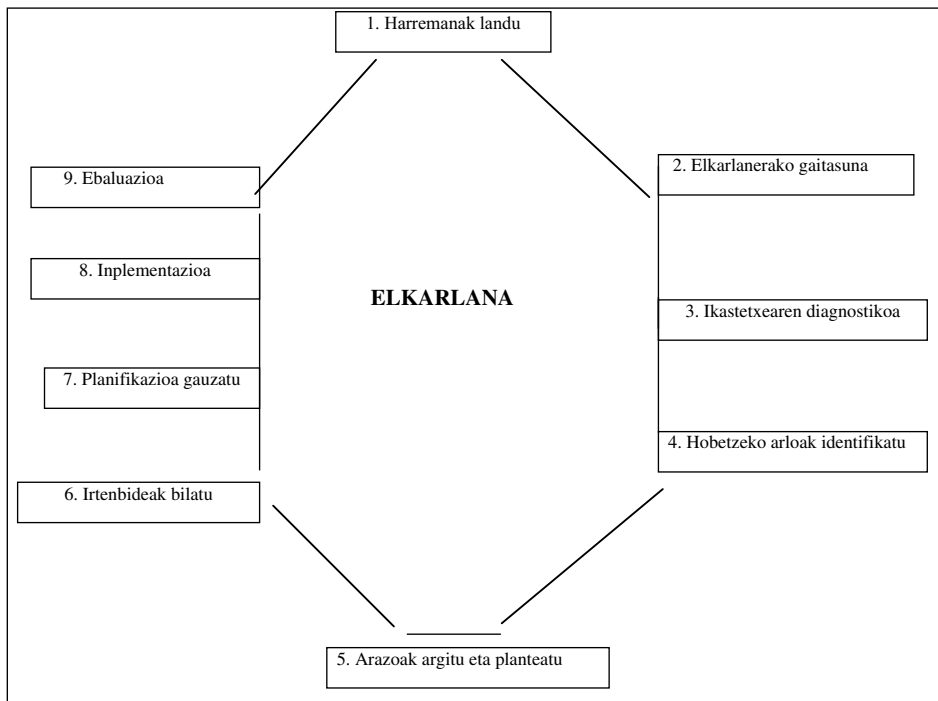 1. Harremanak landu
2. Elkarlanerako gaitasuna
3. Ikastetxearen diagnostikoa
4. Hobetzeko arloak identifikatu
5. Arazoak argitu eta planteatu
6. Irtenbideak bilatu
7. Planifikazioa gauzatu
8. Inplementazioa
9. Ebaluazioa
ELKARLANA